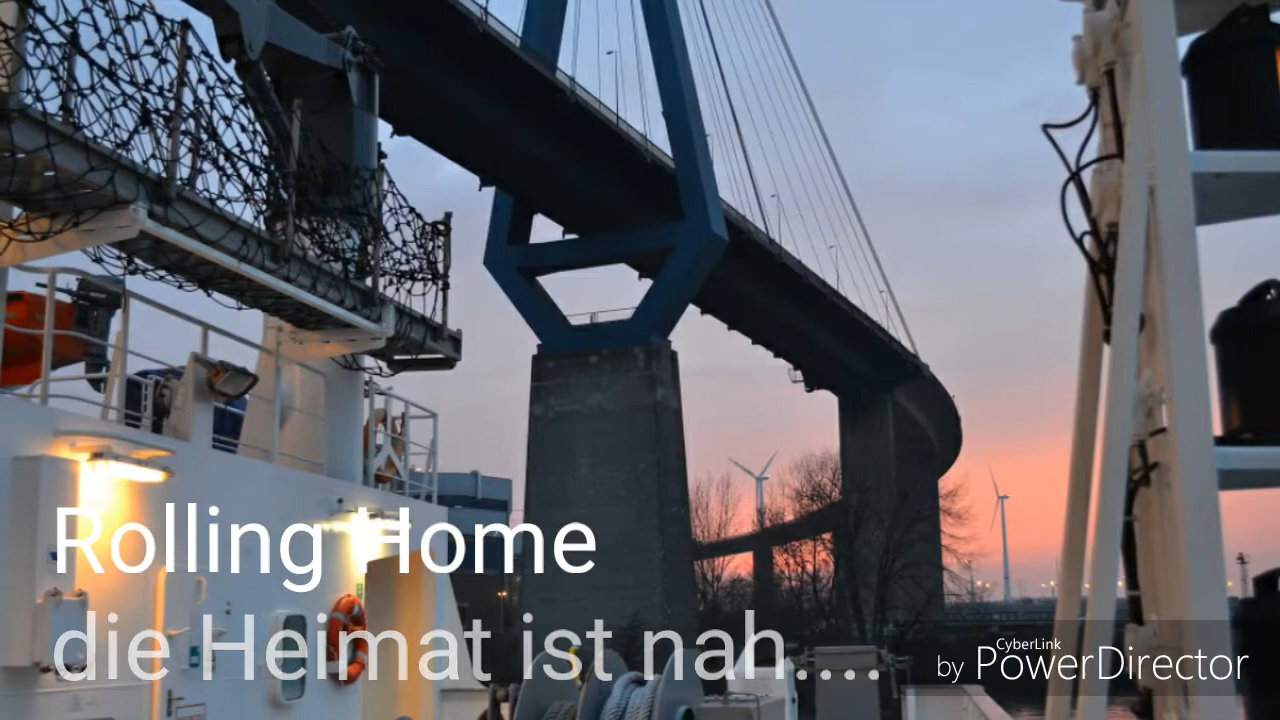 Rolling Home
die Heimat ist nah....
CyberLink
by PowerDirector